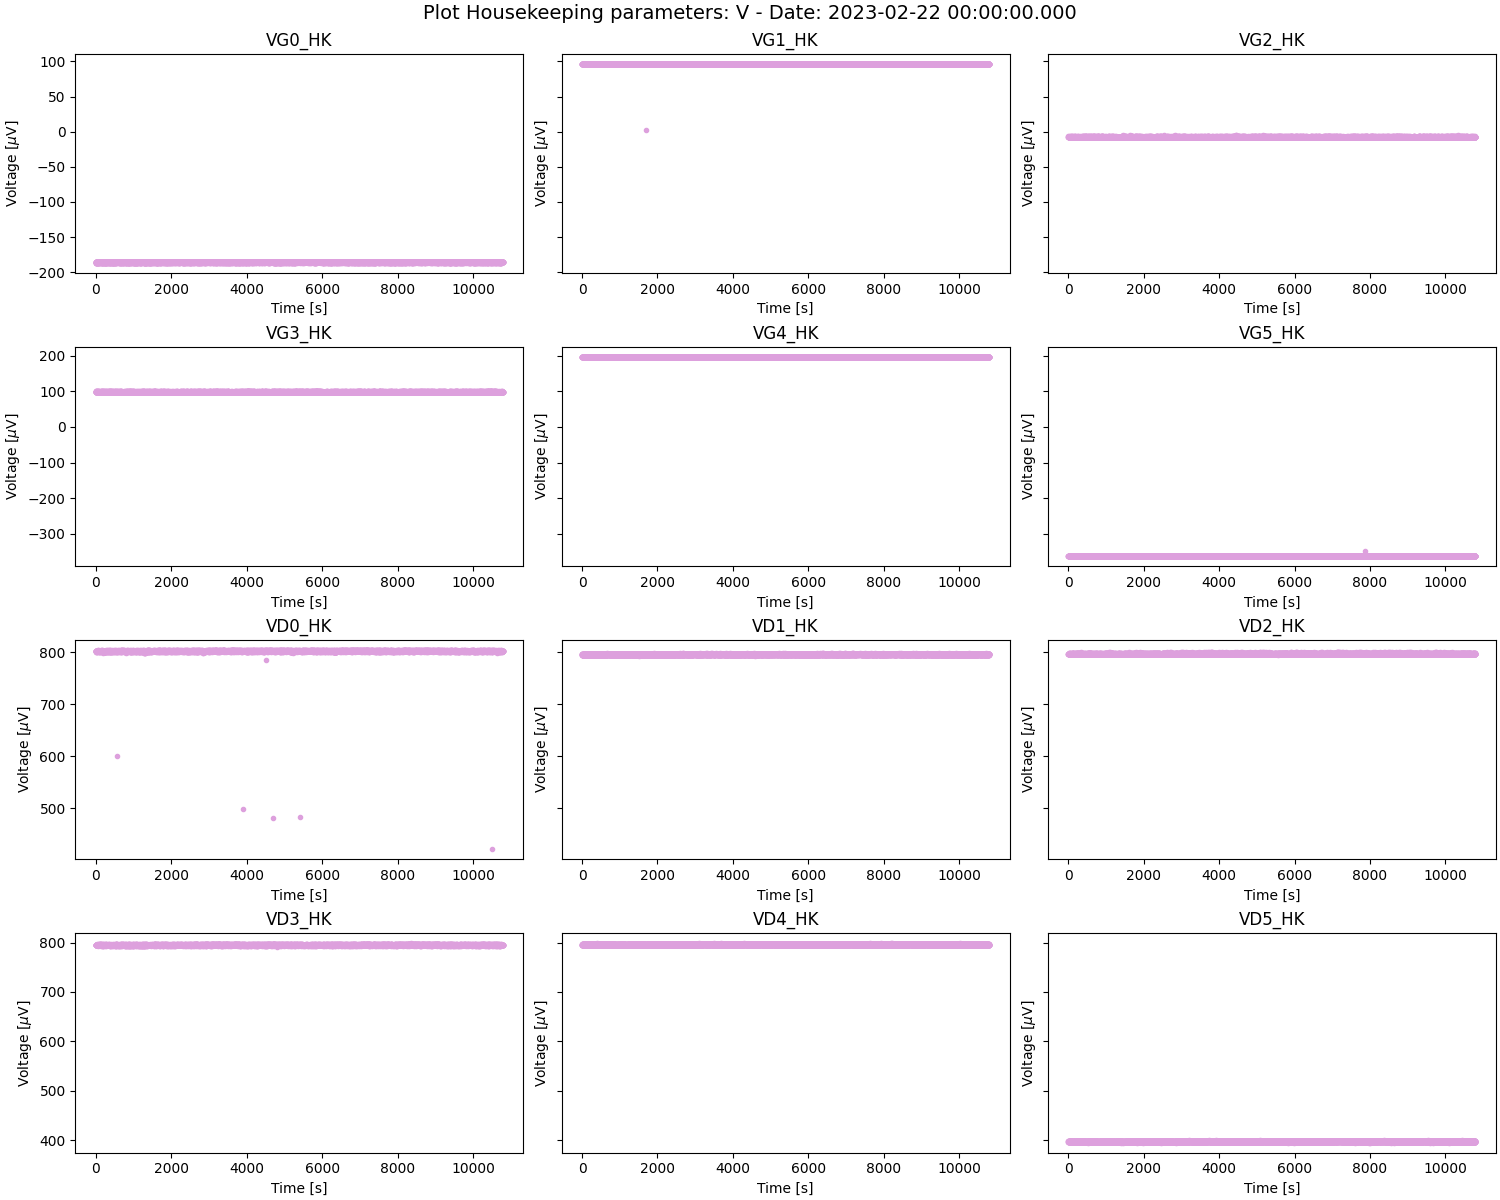 Plot Housekeeping parameters: V - Date: 2023-02-22 00:00:00.000
VG0_HK
VG1_HK
VG2_HK
100
50
0
−50
−100
−150
−200
Voltage [μV]
Voltage [μV]
Voltage [μV]
0 2000 4000 6000 8000 10000
0 2000 4000 6000 8000 10000
0 2000 4000 6000 8000 10000
Time [s]
Time [s]
Time [s]
VG3_HK
VG4_HK
VG5_HK
200
100
0
−100
−200
−300
Voltage [μV]
Voltage [μV]
Voltage [μV]
0 2000 4000 6000 8000 10000
0 2000 4000 6000 8000 10000
0 2000 4000 6000 8000 10000
Time [s]
Time [s]
Time [s]
VD0_HK
VD1_HK
VD2_HK
800
700
600
500
Voltage [μV]
Voltage [μV]
Voltage [μV]
0 2000 4000 6000 8000 10000
0 2000 4000 6000 8000 10000
0 2000 4000 6000 8000 10000
Time [s]
Time [s]
Time [s]
VD3_HK
VD4_HK
VD5_HK
800
700
600
500
400
Voltage [μV]
Voltage [μV]
Voltage [μV]
0 2000 4000 6000 8000 10000
0 2000 4000 6000 8000 10000
0 2000 4000 6000 8000 10000
Time [s]
Time [s]
Time [s]